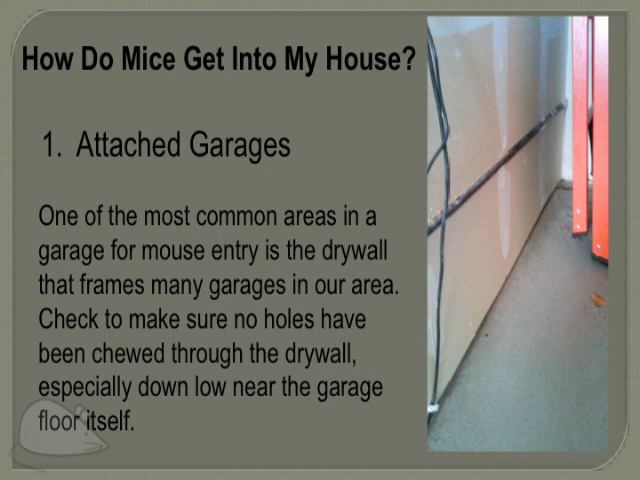 How Do Mice Get Into My House?
1. Attached Garages
One of the most common areas in a
garage for mouse entry is the drywall
that frames many garages in our area.
Check to make sure no holes have
been chewed through the drywall,
especially down low near the garage
floor itself.